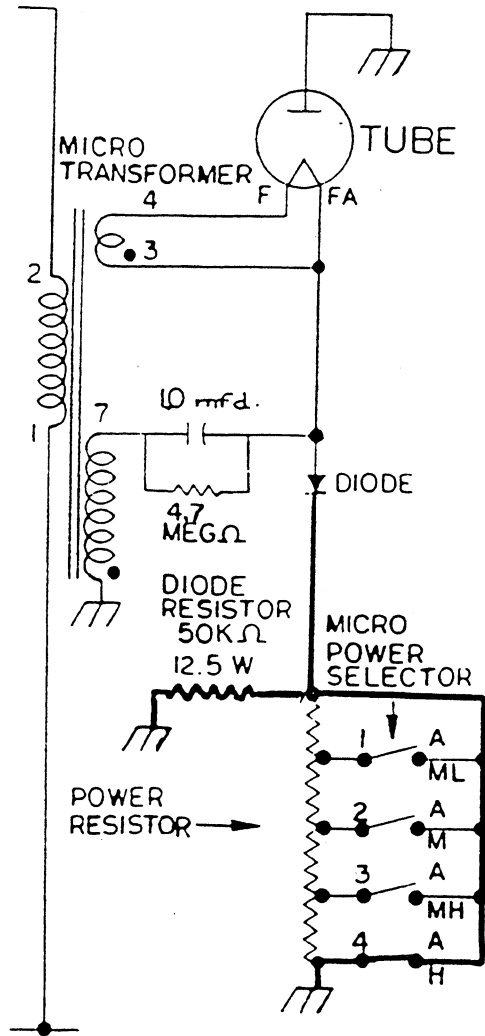 TUBE
MICRO
TRANSFORMER
F
FA
4
3
2
1
7
1.0 mfd.
DIODE
4.7
MEGΩ
DIODE
RESISTOR
50KΩ
12.5 W
MICRO
POWER
SELECTOR
1 A
ML
POWER
RESISTOR
2 A
M
3 A
MH
4 A
H